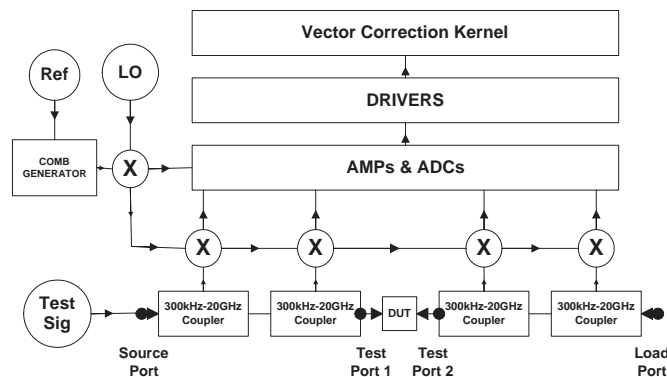 Vector Correction Kernel
Ref
LO
DRIVERS
COMB
GENERATOR
X
AMPs & ADCs
X
X
X
X
Test
Sig
300kHz-20GHz
Coupler
300kHz-20GHz
Coupler
DUT
300kHz-20GHz
Coupler
300kHz-20GHz
Coupler
Source
Port
Test
Port 1
Test
Port 2
Load
Port